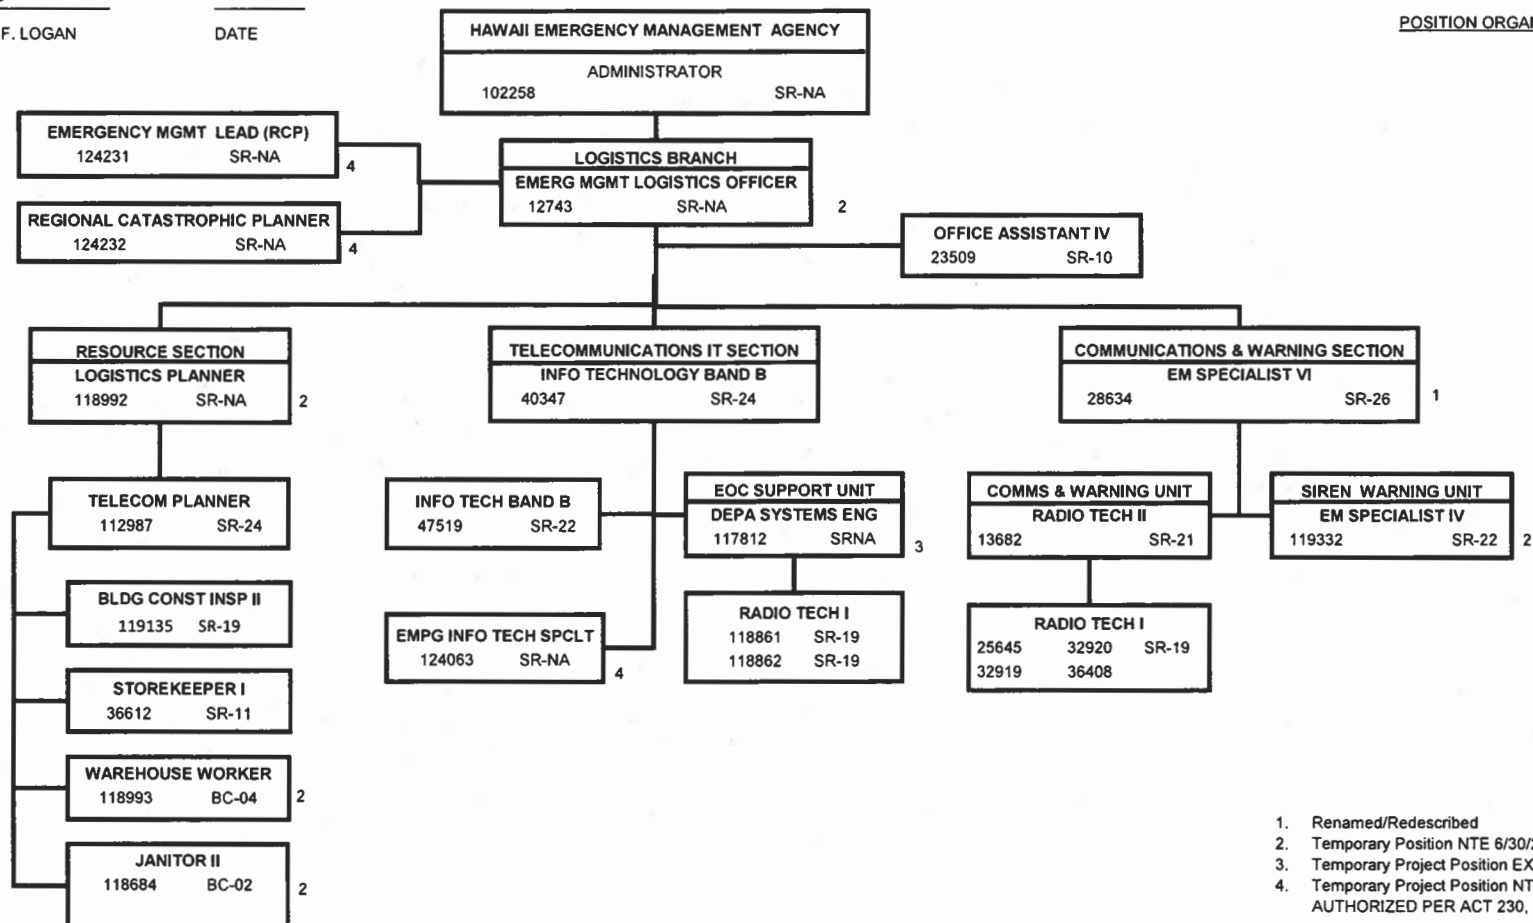 F. LOGAN
DATE
POSITION ORGAN
HAWAII EMERGENCY MANAGEMENT AGENCY
ADMINISTRATOR
102258 SR-NA
EMERGENCY MGMT LEAD (RCP)
124231 SR-NA
4
REGIONAL CATASTROPHIC PLANNER
124232 SR-NA
4
LOGISTICS BRANCH
EMERG MGMT LOGISTICS OFFICER
12743 SR-NA
2
OFFICE ASSISTANT IV
23509 SR-10
RESOURCE SECTION
LOGISTICS PLANNER
118992 SR-NA
2
TELECOM PLANNER
112987 SR-24
BLDG CONST INSP II
119135 SR-19
STOREKEEPER I
36612 SR-11
WAREHOUSE WORKER
118993 BC-04
2
JANITOR II
118684 BC-02
2
TELECOMMUNICATIONS IT SECTION
INFO TECHNOLOGY BAND B
40347 SR-24
INFO TECH BAND B
47519 SR-22
EMPG INFO TECH SPCLT
124063 SR-NA
4
EOC SUPPORT UNIT
DEPA SYSTEMS ENG
117812 SRNA
3
RADIO TECH I
118861 SR-19
118862 SR-19
COMMUNICATIONS & WARNING SECTION
EM SPECIALIST VI
28634 SR-26
1
COMMS & WARNING UNIT
RADIO TECH II
13682 SR-21
RADIO TECH I
25645 32920 SR-19
32919 36408
SIREN WARNING UNIT
EM SPECIALIST IV
119332 SR-22
2
1. Renamed/Redescribed
2. Temporary Position NTE 6/30/2
3. Temporary Project Position EX
4. Temporary Project Position NT
AUTHORIZED PER ACT 230,